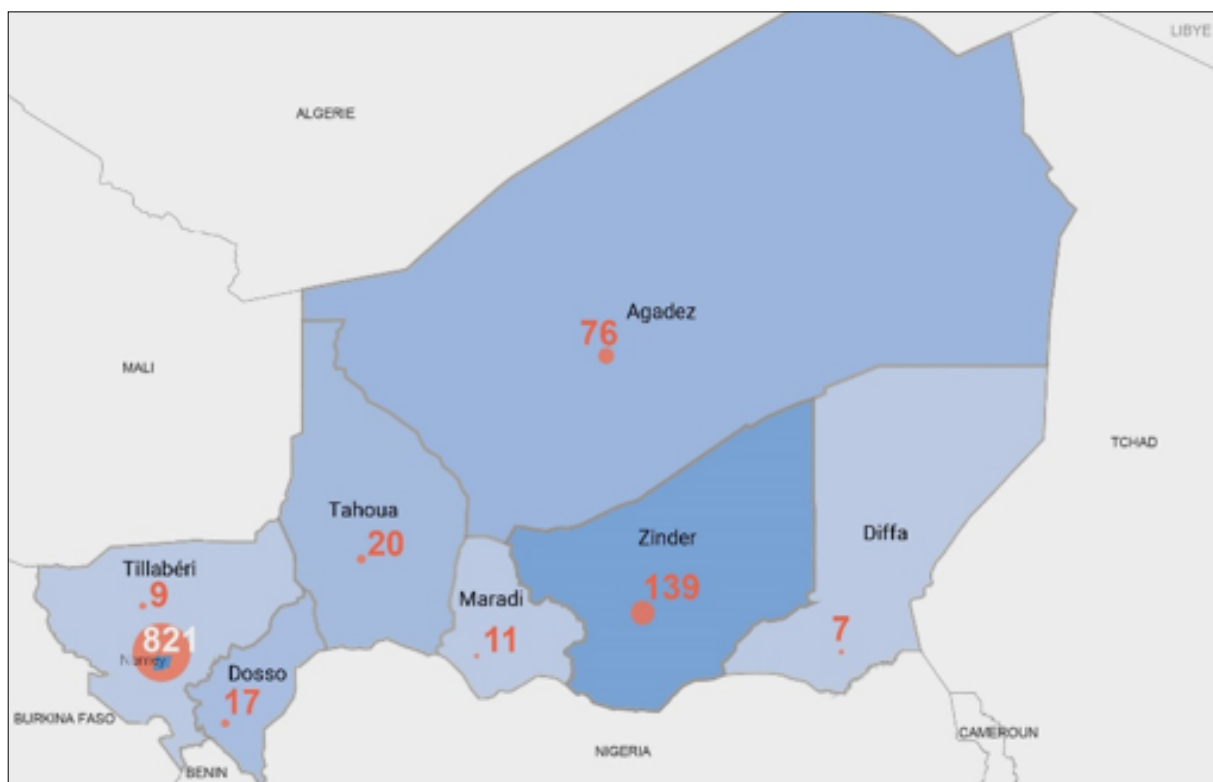 LIBYE
ALGERIE
Agadez
76
MALI
TCHAD
Tahoua
20
Zinder
139
Diffa
7
Tillabéri
9
821
Niamey
Maradi
11
Dosso
17
BURKINA FASO
NIGERIA
CAMEROUN
BENIN